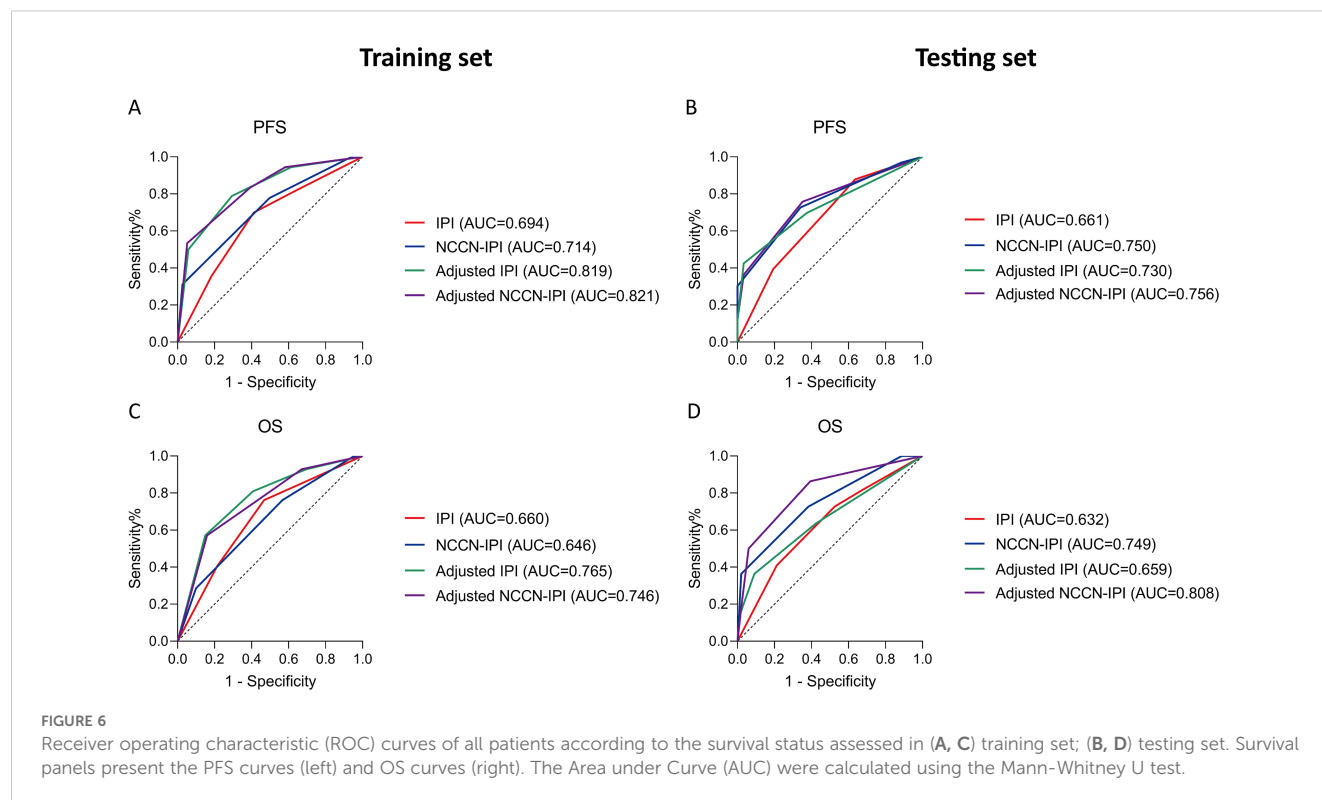 Training set
Testing set
A
PFS
1.0
0.8
0.6
0.4
0.2
0.0
Sensitivity%
0.0 0.2 0.4 0.6 0.8 1.0
1 - Specificity
IPI (AUC=0.694)
NCCN-IPI (AUC=0.714)
Adjusted IPI (AUC=0.819)
Adjusted NCCN-IPI (AUC=0.821)
B
PFS
1.0
0.8
0.6
0.4
0.2
0.0
Sensitivity%
0.0 0.2 0.4 0.6 0.8 1.0
1 - Specificity
IPI (AUC=0.661)
NCCN-IPI (AUC=0.750)
Adjusted IPI (AUC=0.730)
Adjusted NCCN-IPI (AUC=0.756)
C
OS
1.0
0.8
0.6
0.4
0.2
0.0
Sensitivity%
0.0 0.2 0.4 0.6 0.8 1.0
1 - Specificity
IPI (AUC=0.660)
NCCN-IPI (AUC=0.646)
Adjusted IPI (AUC=0.765)
Adjusted NCCN-IPI (AUC=0.746)
D
OS
1.0
0.8
0.6
0.4
0.2
0.0
Sensitivity%
0.0 0.2 0.4 0.6 0.8 1.0
1 - Specificity
IPI (AUC=0.632)
NCCN-IPI (AUC=0.749)
Adjusted IPI (AUC=0.659)
Adjusted NCCN-IPI (AUC=0.808)
FIGURE 6
Receiver operating characteristic (ROC) curves of all patients according to the survival status assessed in (A, C) training set; (B, D) testing set. Survival
panels present the PFS curves (left) and OS curves (right). The Area under Curve (AUC) were calculated using the Mann-Whitney U test.